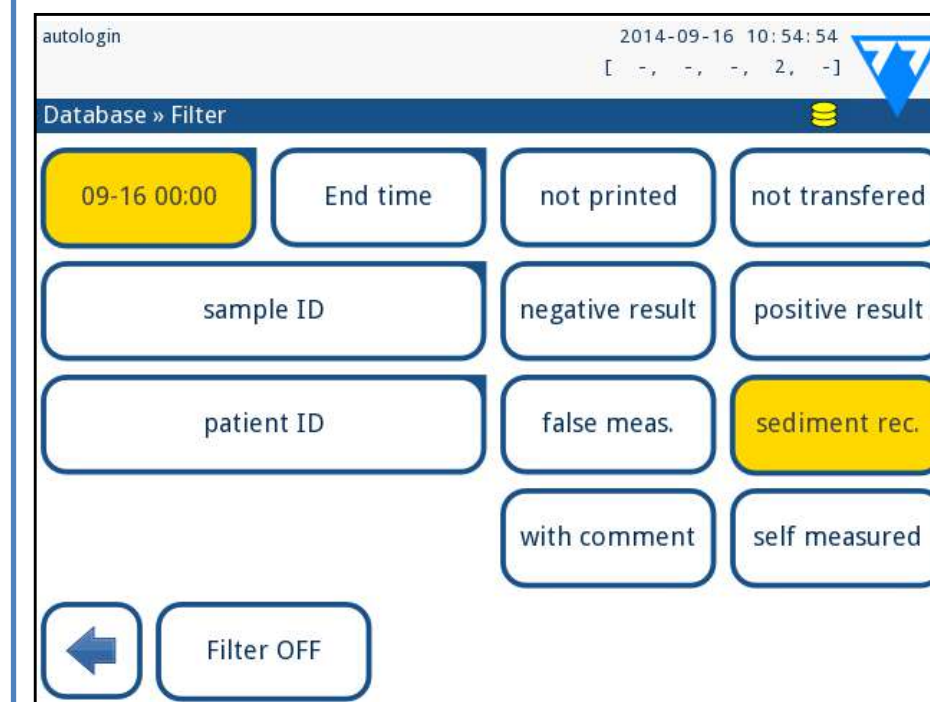 autologin 2014-09-16 10:54:54
[ -, -, -, 2, -]
Database » Filter
09-16 00:00 End time not printed not transfered
sample ID negative result positive result
patient ID false meas. sediment rec.
with comment self measured
Filter OFF